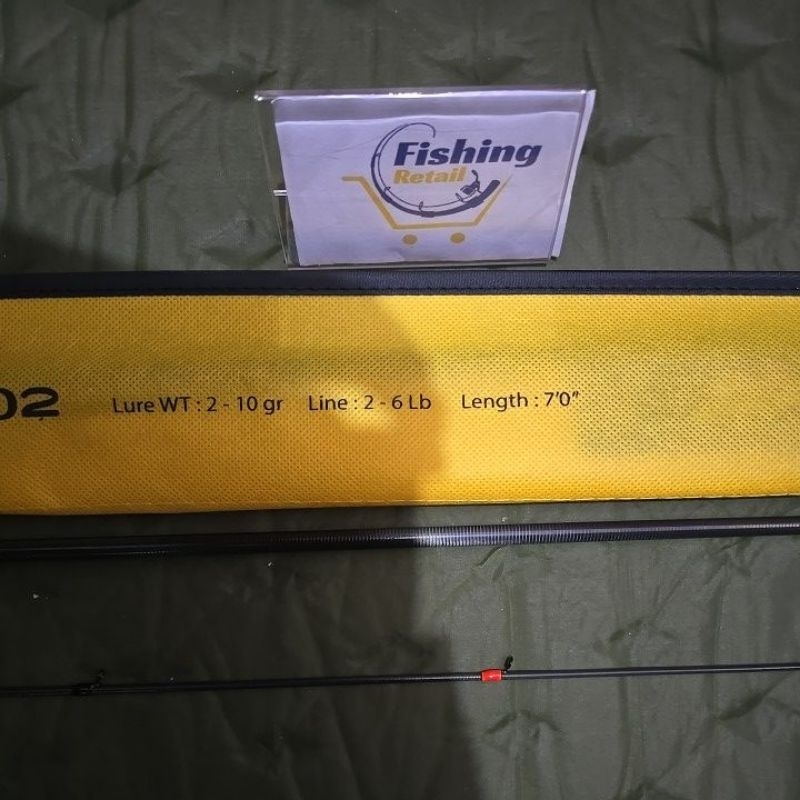 Fishing
Retail
02 Lure WT : 2 - 10 gr Line : 2 - 6 Lb Length : 7'0"